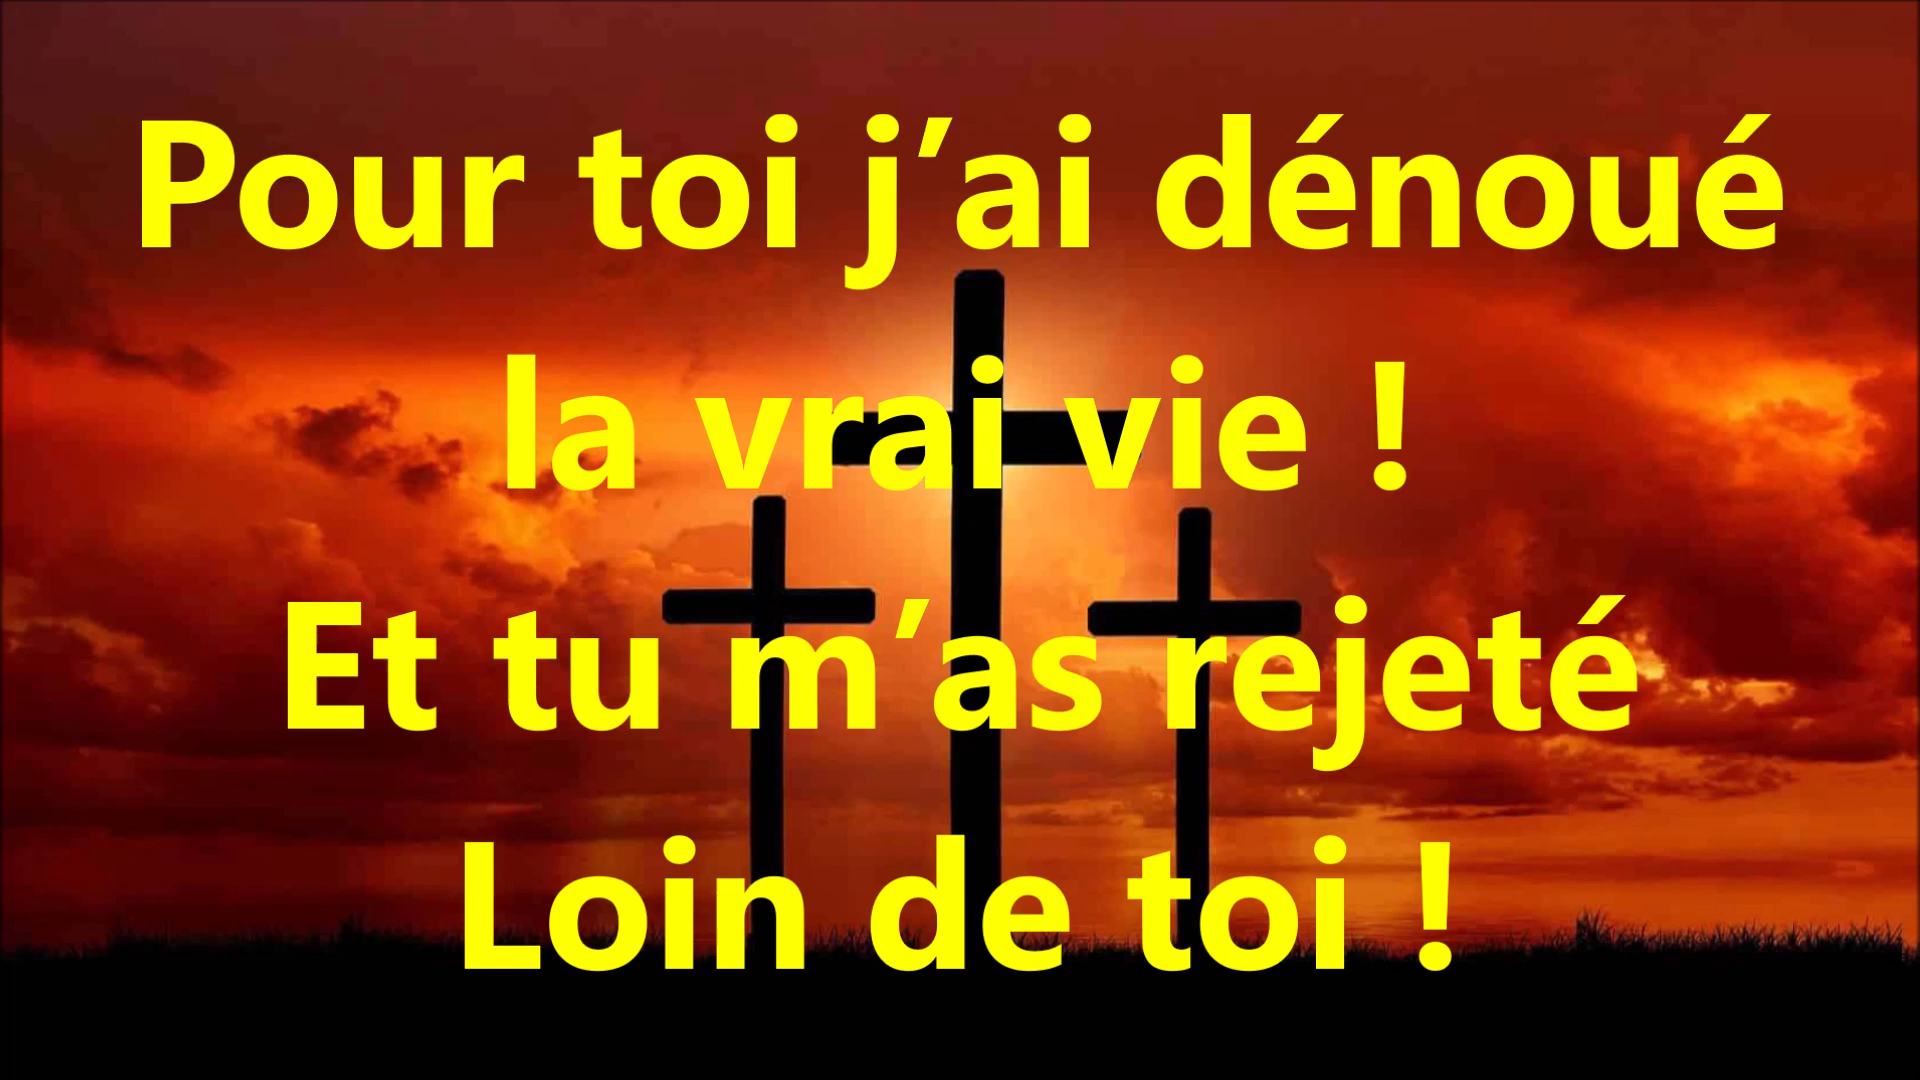 Pour toi j’ai dénoué
la vrai vie !
Et tu m’as rejeté
Loin de toi !